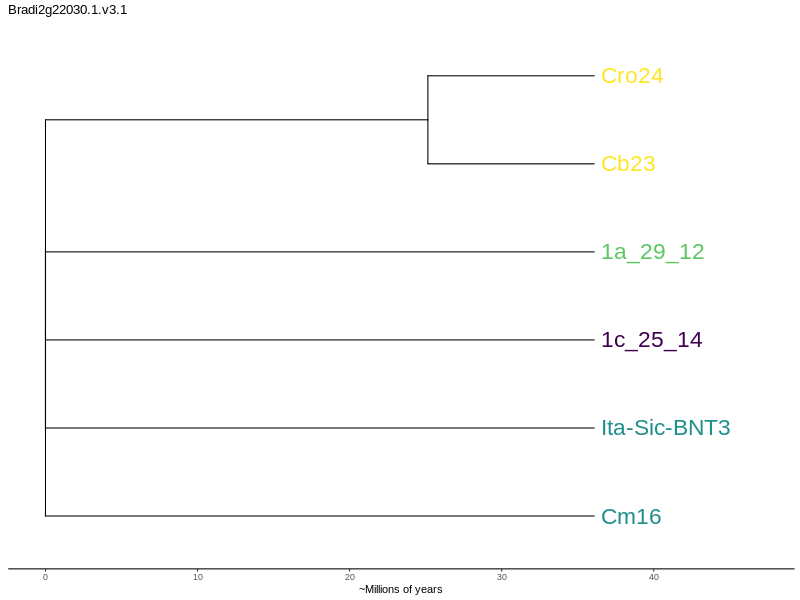 Bradi2g22030.1.v3.1
Cro24
Cb23
1a_29_12
1c_25_14
Ita-Sic-BNT3
Cm16
0 10 20 30 40
~Millions of years